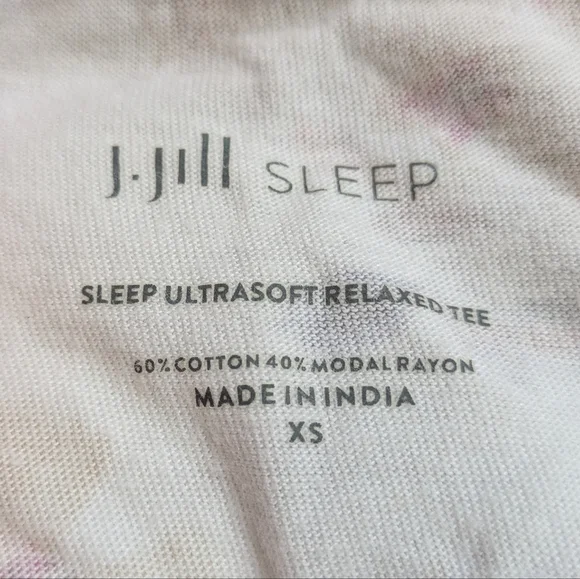 J.Jill SLEEP
SLEEP ULTRASOFT RELAXED TEE
60% COTTON 40% MODAL RAYON
MADE IN INDIA
XS